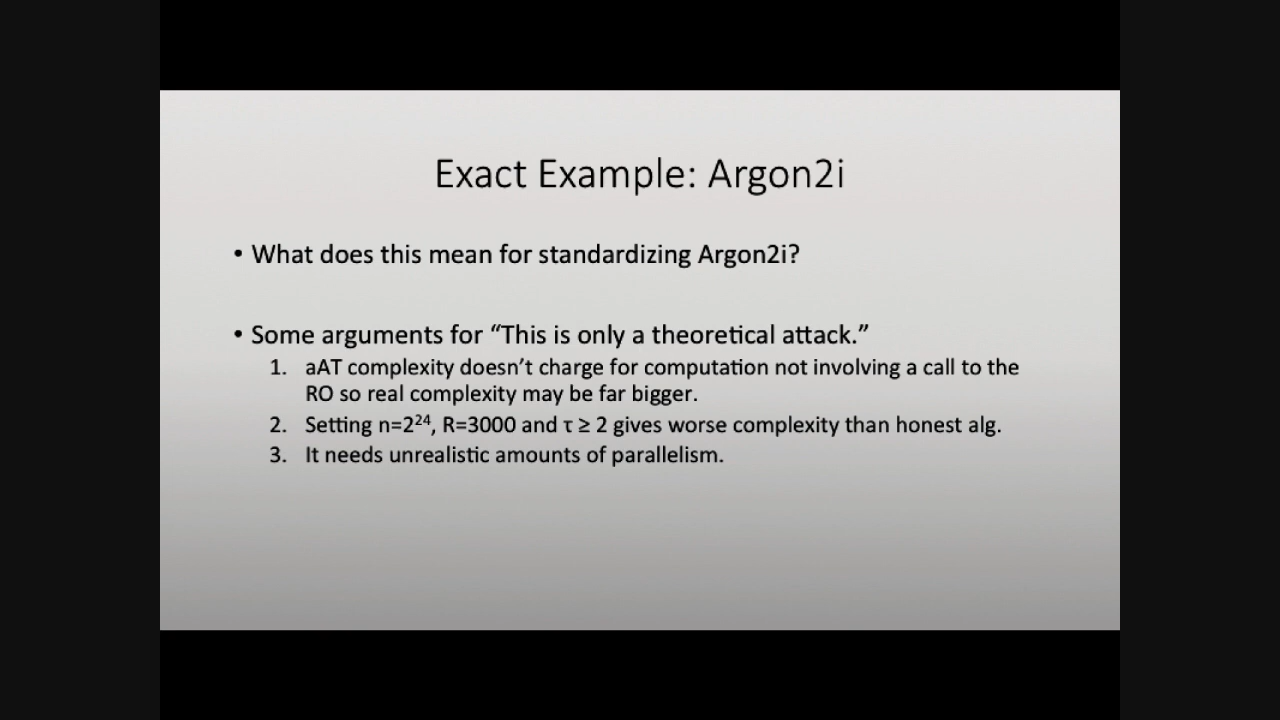 Exact Example: Argon2i
• What does this mean for standardizing Argon2i?
• Some arguments for “This is only a theoretical attack.”
1. aAT complexity doesn’t charge for computation not involving a call to the
RO so real complexity may be far bigger.
2. Setting n=2²⁴, R=3000 and τ ≥ 2 gives worse complexity than honest alg.
3. It needs unrealistic amounts of parallelism.